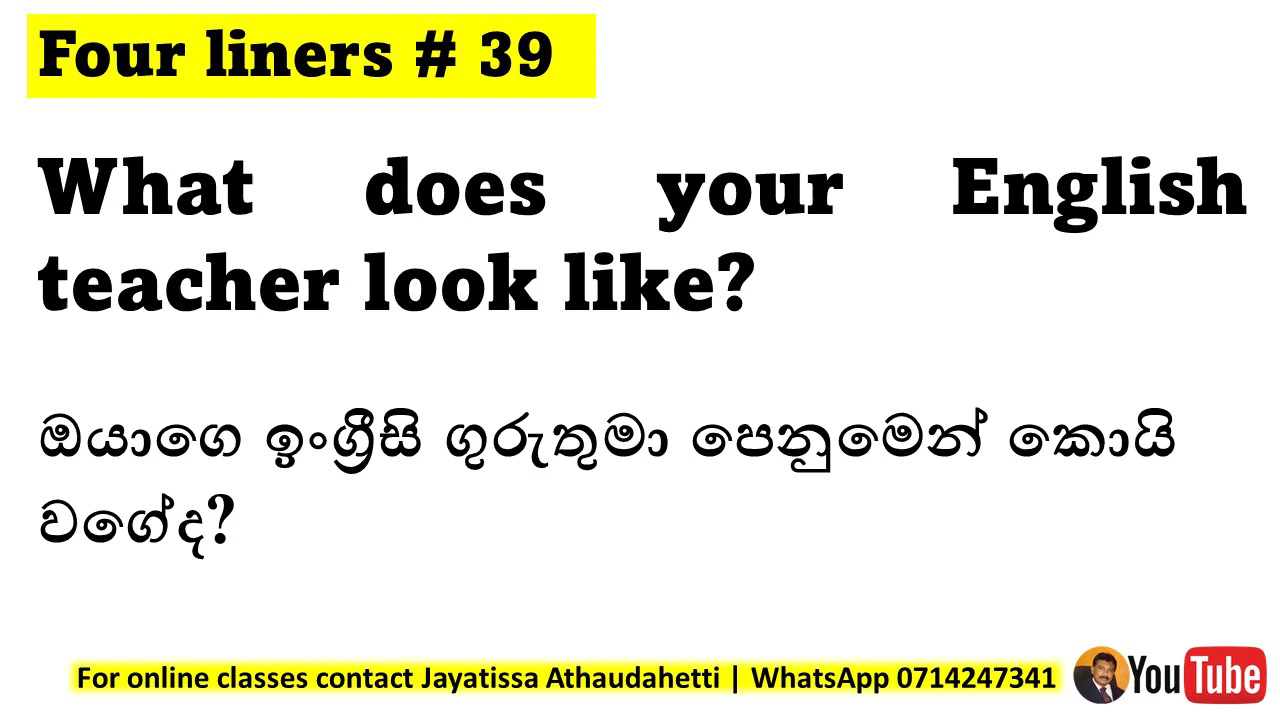 Four liners # 39
What does your English
teacher look like?
ඔයාගෙ ඉංග්‍රීසි ගුරුතුමා පෙනුමෙන් කොයි
වගේද?
For online classes contact Jayatissa Athaudahetti | WhatsApp 0714247341
YouTube